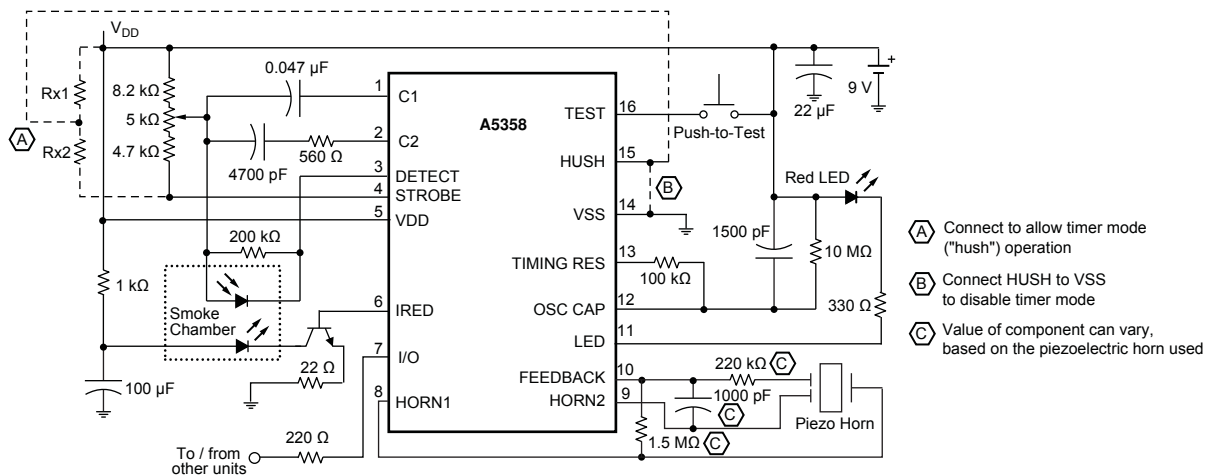 VDD
Rx1
Rx2
A
8.2 kΩ
5 kΩ
4.7 kΩ
0.047 µF
4700 pF
560 Ω
200 kΩ
1 kΩ
Smoke
Chamber
100 µF
22 Ω
220 Ω
To / from
other units
A5358
1
C1
2
C2
3
DETECT
4
STROBE
5
VDD
6
IRED
7
I/O
8
HORN1
TEST
16
HUSH
15
VSS
14
TIMING RES
13
OSC CAP
12
LED
11
FEEDBACK
10
HORN2
9
Push-to-Test
22 µF
9 V
+
B
Red LED
1500 pF
10 MΩ
100 kΩ
330 Ω
220 kΩ
C
1000 pF
C
1.5 MΩ
C
Piezo Horn
A Connect to allow timer mode
("hush") operation
B Connect HUSH to VSS
to disable timer mode
C Value of component can vary,
based on the piezoelectric horn used